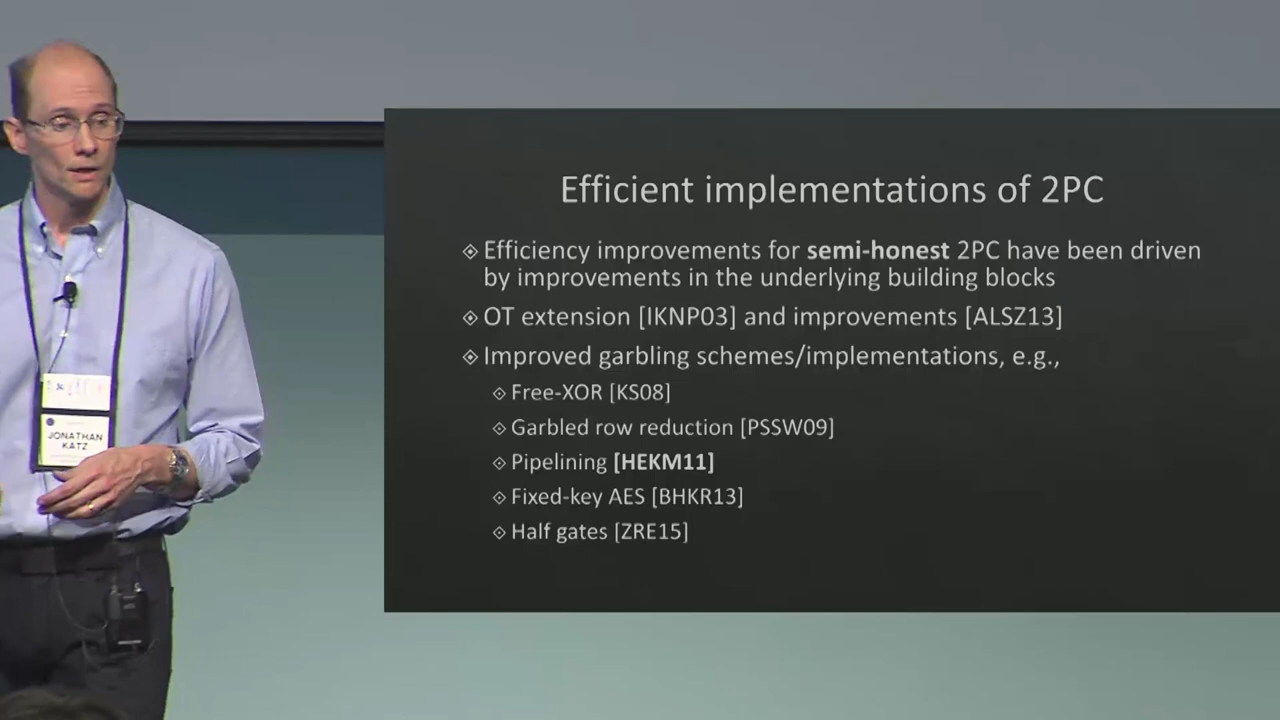 Efficient implementations of 2PC
Efficiency improvements for semi-honest 2PC have been driven
by improvements in the underlying building blocks
OT extension [IKNP03] and improvements [ALSZ13]
Improved garbling schemes/implementations, e.g.,
Free-XOR [KS08]
Garbled row reduction [PSSW09]
Pipelining [HEKM11]
Fixed-key AES [BHKR13]
Half gates [ZRE15]
JONATHAN
KATZ